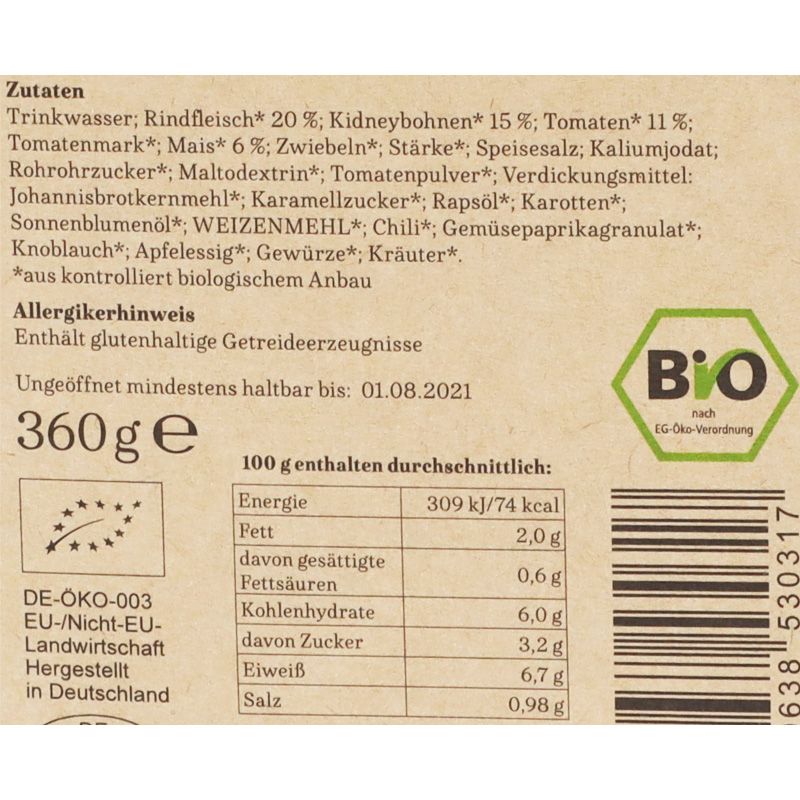 Zutaten
Trinkwasser; Rindfleisch* 20 %; Kidneybohnen* 15 %; Tomaten* 11 %;
Tomatenmark*; Mais* 6 %; Zwiebeln*; Stärke*; Speisesalz; Kaliumjodat;
Rohrohrzucker*; Maltodextrin*; Tomatenpulver*; Verdickungsmittel:
Johannisbrotkernmehl*; Karamellzucker*; Rapsöl*; Karotten*;
Sonnenblumenöl*; WEIZENMEHL*; Chili*; Gemüsepaprikagranulat*;
Knoblauch*; Apfelessig*; Gewürze*; Kräuter*.
*aus kontrolliert biologischem Anbau
Allergikerhinweis
Enthält glutenhaltige Getreideerzeugnisse
Ungeöffnet mindestens haltbar bis: 01.08.2021
360 g e
Bio
nach
EG-Öko-Verordnung
100 g enthalten durchschnittlich:
Energie 309 kJ/74 kcal
Fett 2,0 g
davon gesättigte
Fettsäuren 0,6 g
Kohlenhydrate 6,0 g
davon Zucker 3,2 g
Eiweiß 6,7 g
Salz 0,98 g
DE-ÖKO-003
EU-/Nicht-EU-
Landwirtschaft
Hergestellt
in Deutschland
638 530317